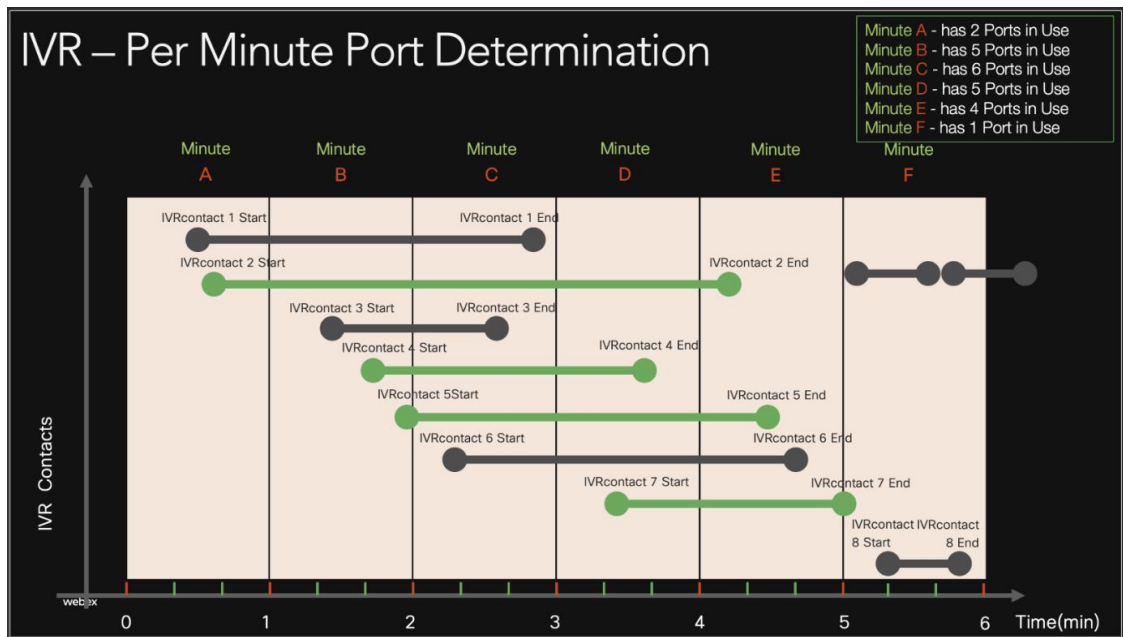 IVR – Per Minute Port Determination
Minute A - has 2 Ports in Use
Minute B - has 5 Ports in Use
Minute C - has 6 Ports in Use
Minute D - has 5 Ports in Use
Minute E - has 4 Ports in Use
Minute F - has 1 Port in Use
Minute Minute Minute Minute Minute Minute
A B C D E F
IVRcontact 1 Start IVRcontact 1 End
IVRcontact 2 Start IVRcontact 2 End
IVRcontact 3 Start IVRcontact 3 End
IVRcontact 4 Start IVRcontact 4 End
IVRcontact 5Start IVRcontact 5 End
IVRcontact 6 Start IVRcontact 6 End
IVRcontact 7 Start IVRcontact 7 End
IVRcontact IVRcontact
8 Start 8 End
IVR Contacts
webex
0 1 2 3 4 5 6 Time(min)